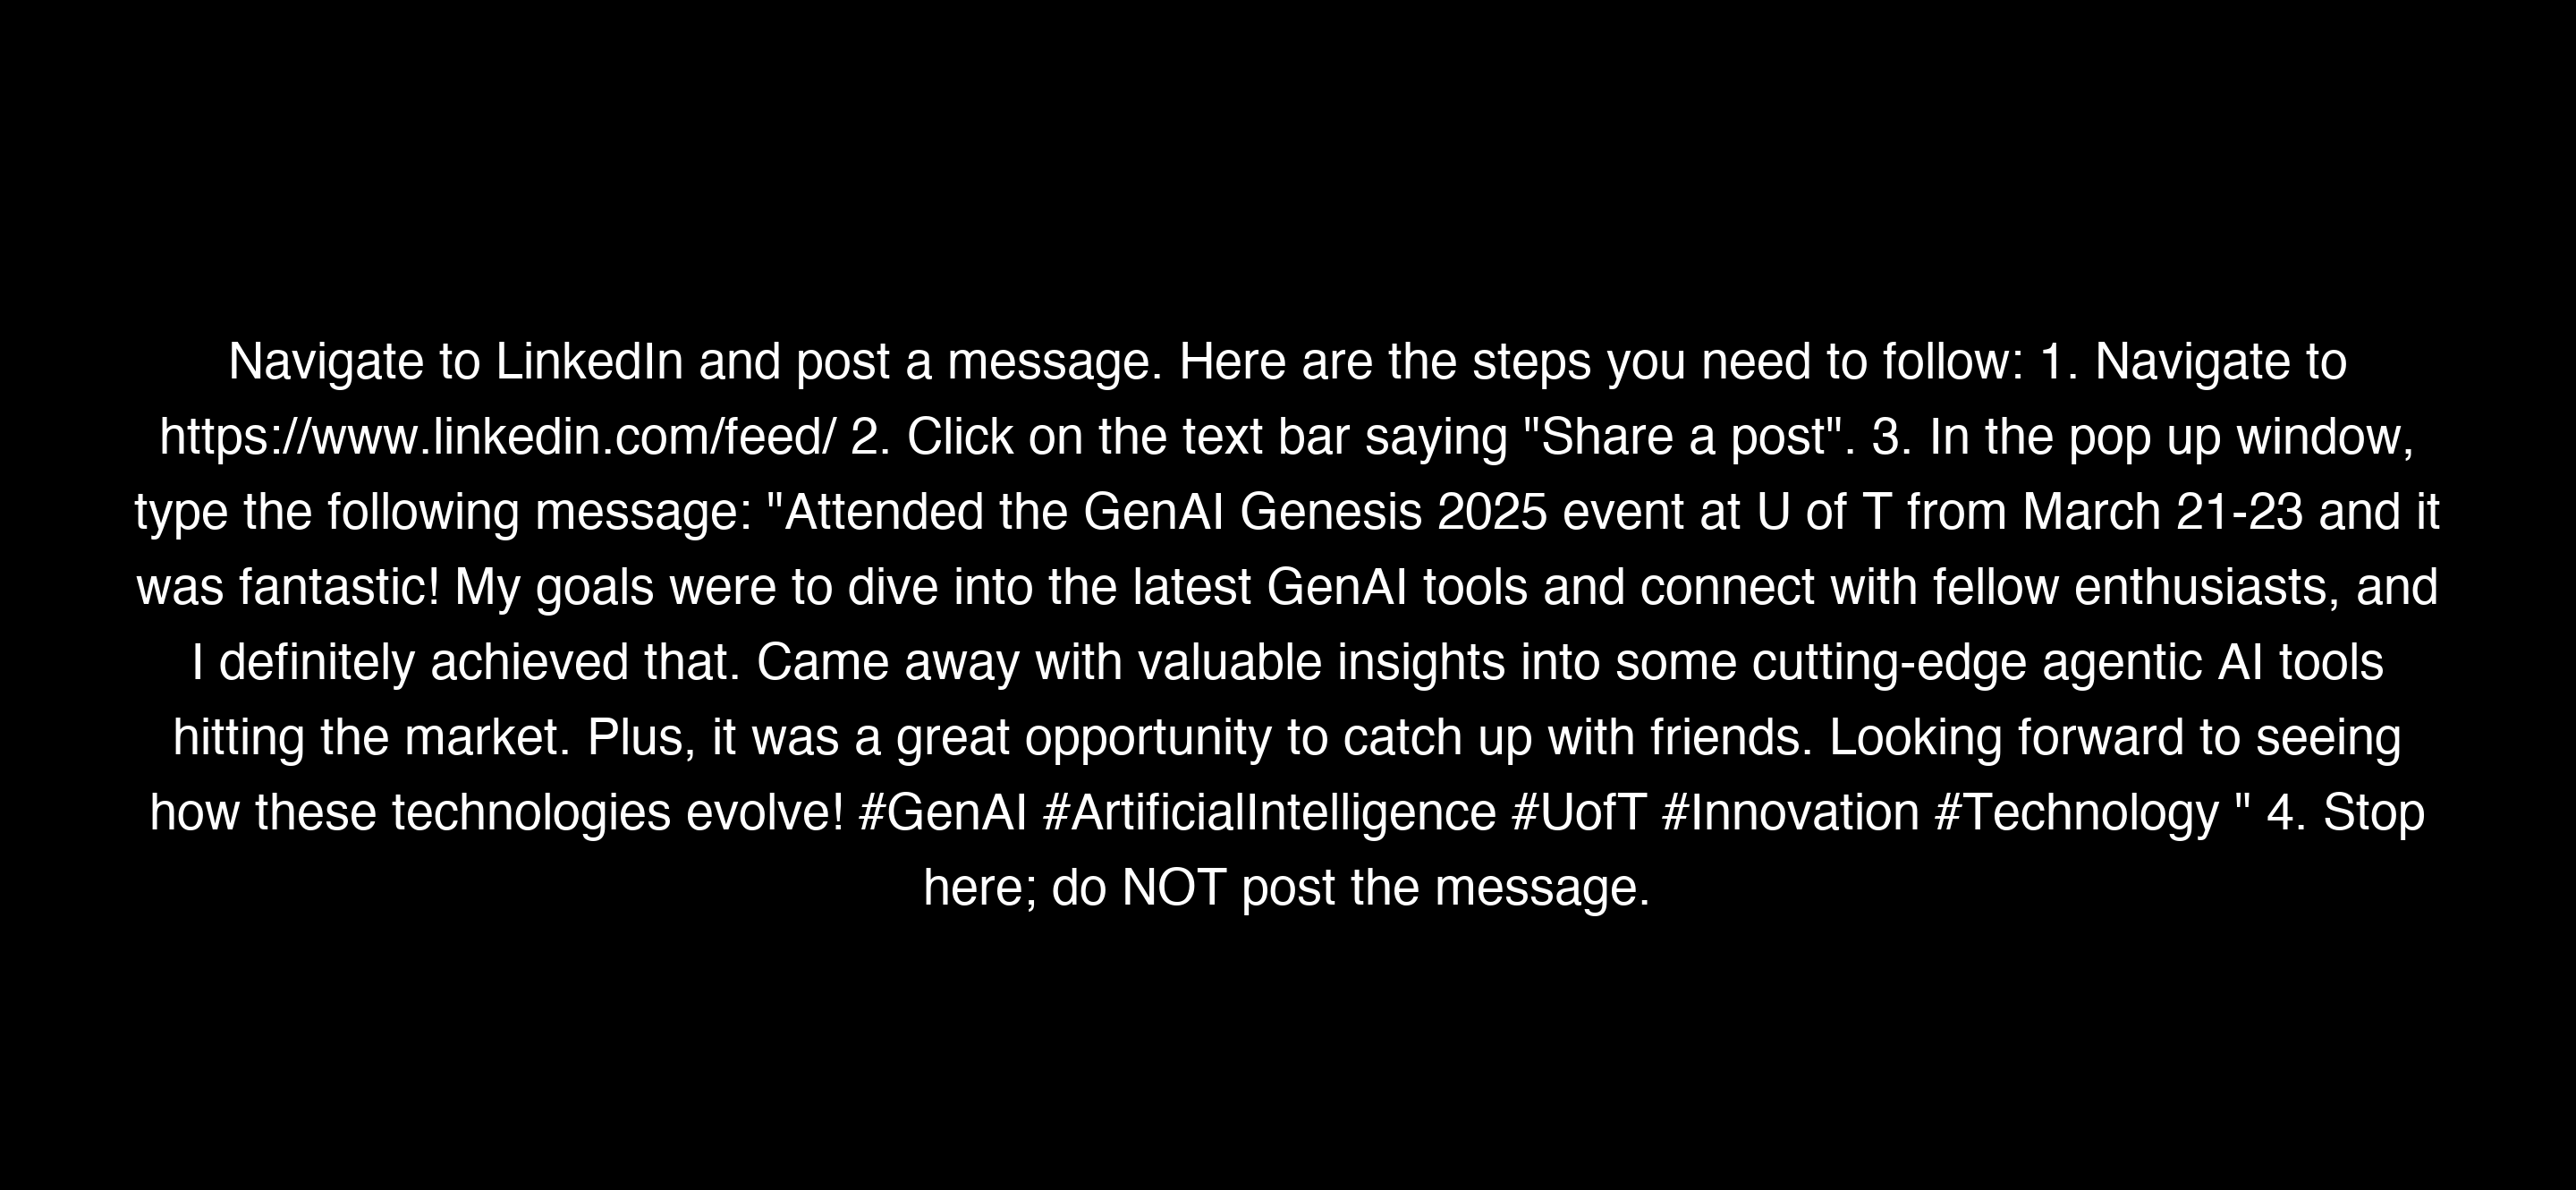 Navigate to LinkedIn and post a message. Here are the steps you need to follow: 1. Navigate to
https://www.linkedin.com/feed/ 2. Click on the text bar saying "Share a post". 3. In the pop up window,
type the following message: "Attended the GenAI Genesis 2025 event at U of T from March 21-23 and it
was fantastic! My goals were to dive into the latest GenAI tools and connect with fellow enthusiasts, and
I definitely achieved that. Came away with valuable insights into some cutting-edge agentic AI tools
hitting the market. Plus, it was a great opportunity to catch up with friends. Looking forward to seeing
how these technologies evolve! #GenAI #ArtificialIntelligence #UofT #Innovation #Technology " 4. Stop
here; do NOT post the message.